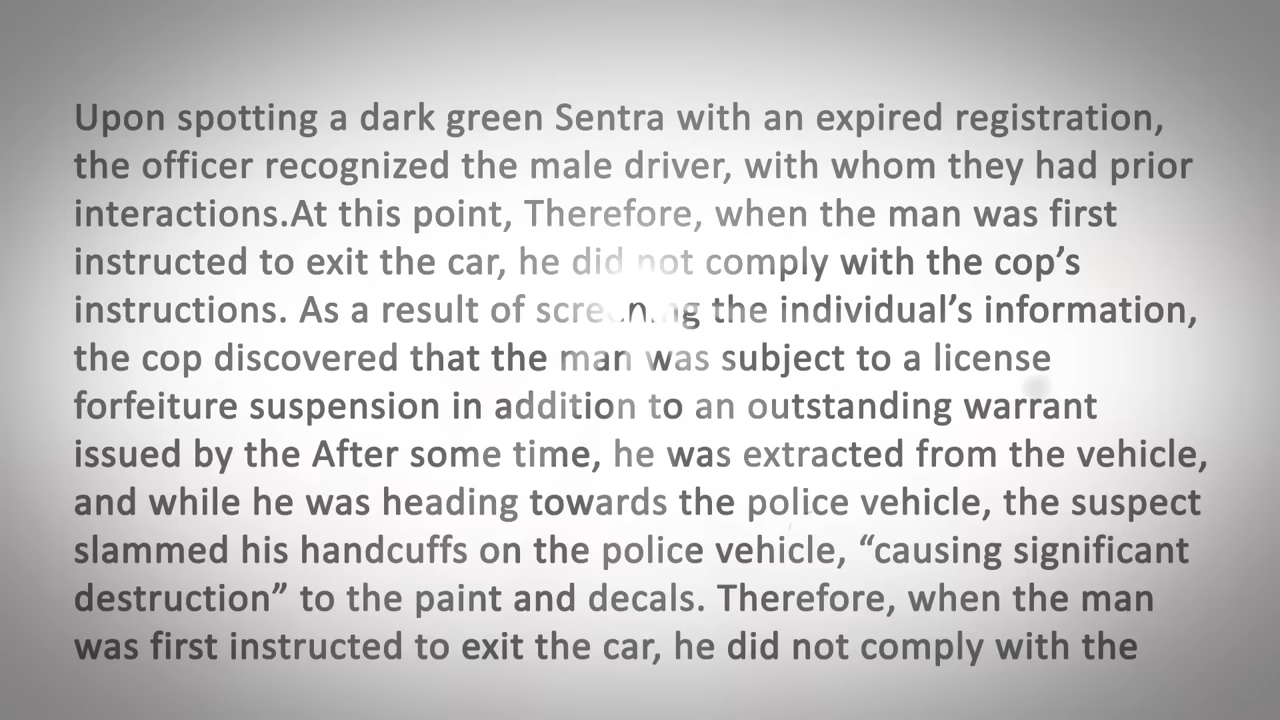 Upon spotting a dark green Sentra with an expired registration,
the officer recognized the male driver, with whom they had prior
interactions.At this point, Therefore, when the man was first
instructed to exit the car, he did not comply with the cop’s
instructions. As a result of screening the individual’s information,
the cop discovered that the man was subject to a license
forfeiture suspension in addition to an outstanding warrant
issued by the After some time, he was extracted from the vehicle,
and while he was heading towards the police vehicle, the suspect
slammed his handcuffs on the police vehicle, “causing significant
destruction” to the paint and decals. Therefore, when the man
was first instructed to exit the car, he did not comply with the